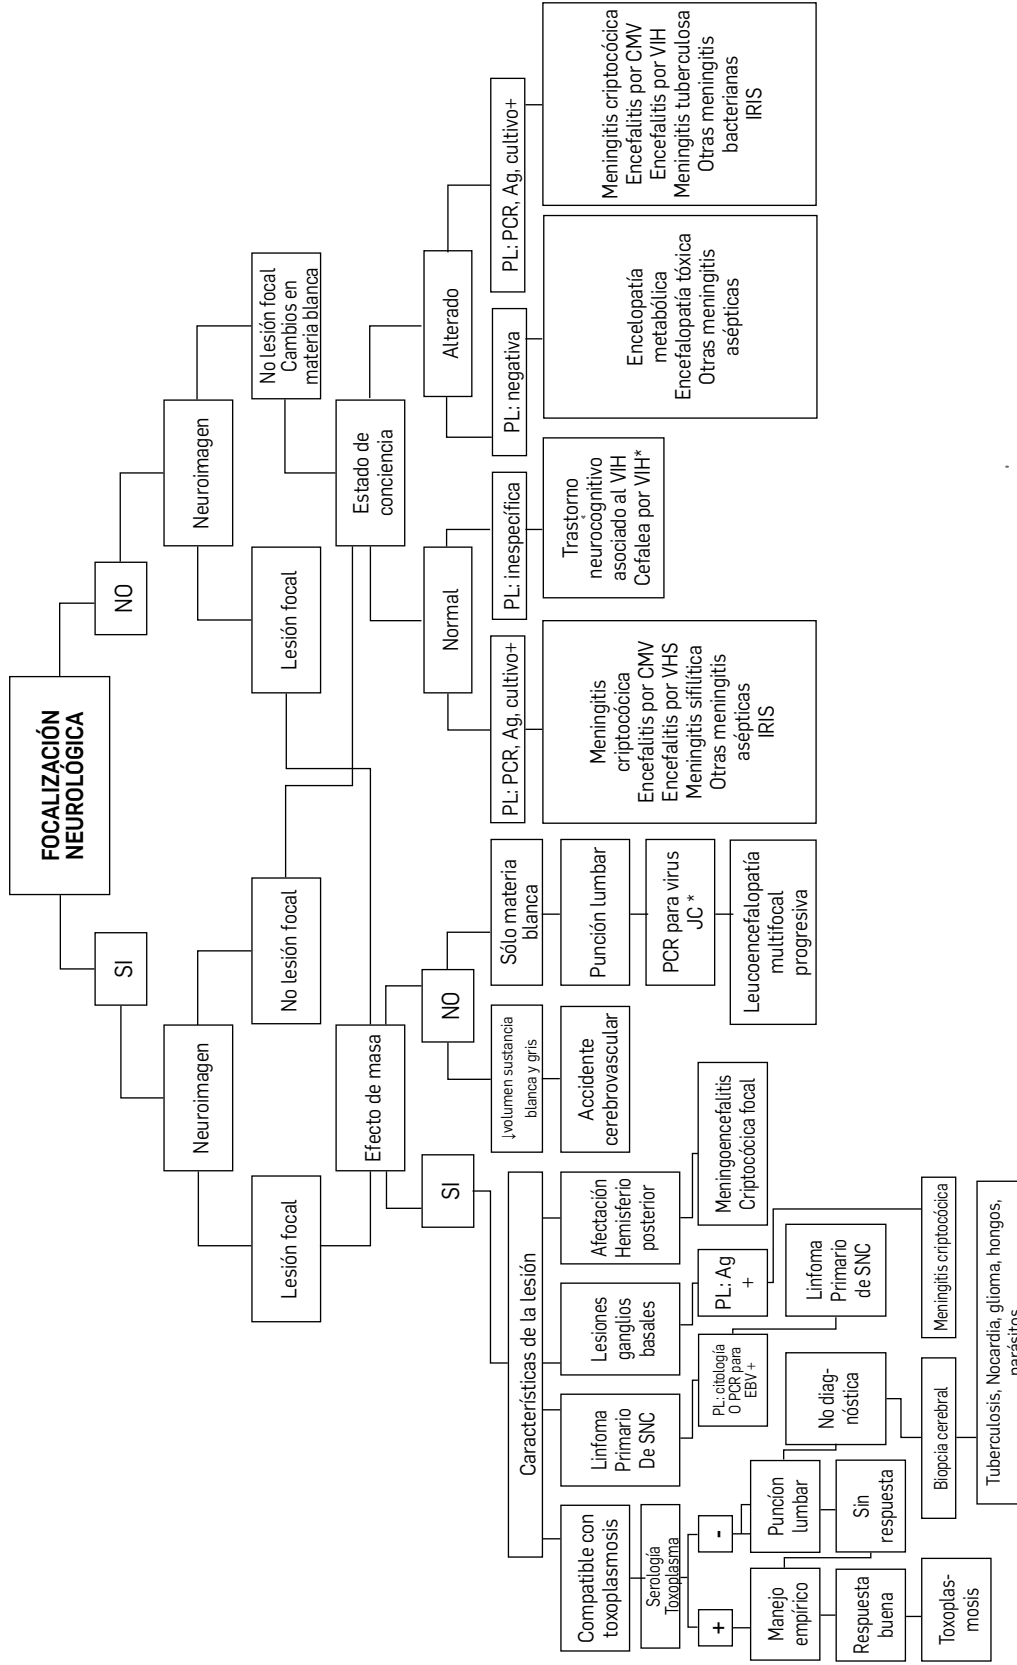 FOCALIZACIÓN
NEUROLÓGICA
SI
NO
Neuroimagen
Neuroimagen
Lesión focal
No lesión focal
Lesión focal
No lesión focal
Cambios en
materia blanca
Efecto de masa
Estado de
conciencia
SI
NO
Normal
Alterado
Características de la lesión
↓volumen sustancia
blanca y gris
Sólo materia
blanca
PL: PCR, Ag, cultivo+
PL: inespecífica
PL: negativa
PL: PCR, Ag, cultivo+
Compatible con
toxoplasmosis
Linfoma
Primario
De SNC
Lesiones
ganglios
basales
Afectación
Hemisferio
posterior
Accidente
cerebrovascular
Punción lumbar
Meningitis
criptocócica
Encefalitis por CMV
Encefalitis por VHS
Meningitis sifilítica
Otras meningitis
asépticas
IRIS
Trastorno
neurocognitivo
asociado al VIH
Cefalea por VIH*
Encelopatía
metabólica
Encefalopatía tóxica
Otras meningitis
asépticas
Meningitis criptocócica
Encefalitis por CMV
Encefalitis por VIH
Meningitis tuberculosa
Otras meningitis
bacterianas
IRIS
Serología
Toxoplasma
PCR para virus
JC *
+
-
PL: citología
O PCR para
EBV +
PL: Ag
+
Meningoencefalitis
Criptocócica focal
Leucoencefalopatía
multifocal
progresiva
Manejo
empírico
Puncíon
lumbar
No diag-
nóstica
Linfoma
Primario
de SNC
Respuesta
buena
Sin
respuesta
Toxoplas-
mosis
Biopcia cerebral
Meningitis criptocócica
Tuberculosis, Nocardia, glioma, hongos,
parásitos